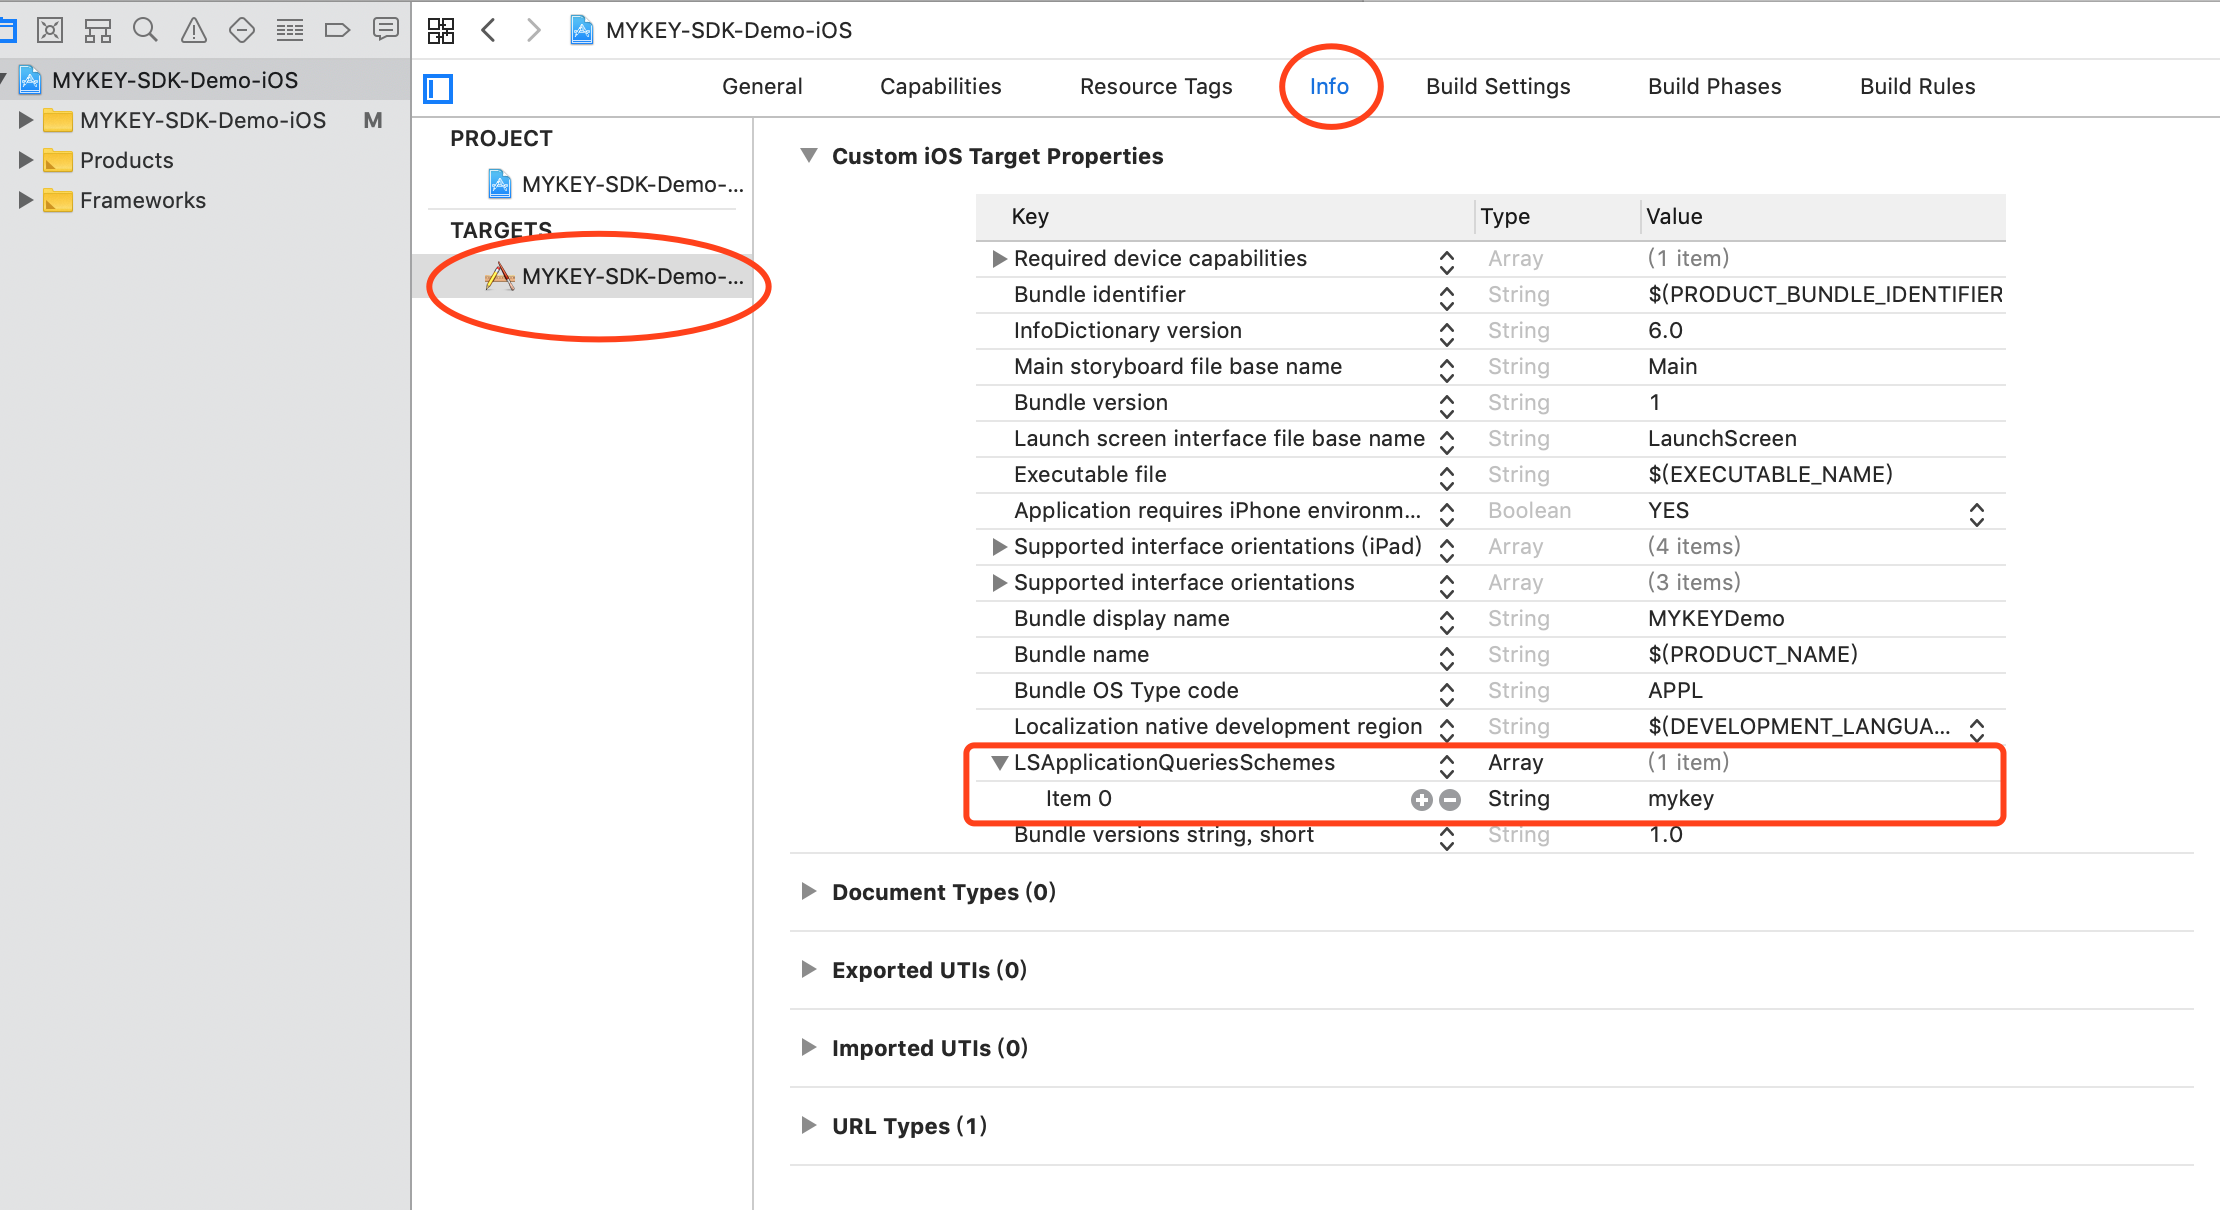 MYKEY-SDK-Demo-iOS
MYKEY-SDK-Demo-iOS M
Products
Frameworks
MYKEY-SDK-Demo-iOS
General Capabilities Resource Tags Info Build Settings Build Phases Build Rules
PROJECT
MYKEY-SDK-Demo-...
TARGETS
MYKEY-SDK-Demo-...
Custom iOS Target Properties
Key Type Value
Required device capabilities Array (1 item)
Bundle identifier String $(PRODUCT_BUNDLE_IDENTIFIER
InfoDictionary version String 6.0
Main storyboard file base name String Main
Bundle version String 1
Launch screen interface file base name String LaunchScreen
Executable file String $(EXECUTABLE_NAME)
Application requires iPhone environm... Boolean YES
Supported interface orientations (iPad) Array (4 items)
Supported interface orientations Array (3 items)
Bundle display name String MYKEYDemo
Bundle name String $(PRODUCT_NAME)
Bundle OS Type code String APPL
Localization native development region String $(DEVELOPMENT_LANGUA...
LSApplicationQueriesSchemes Array (1 item)
Item 0 String mykey
Bundle versions string, short String 1.0
Document Types (0)
Exported UTIs (0)
Imported UTIs (0)
URL Types (1)